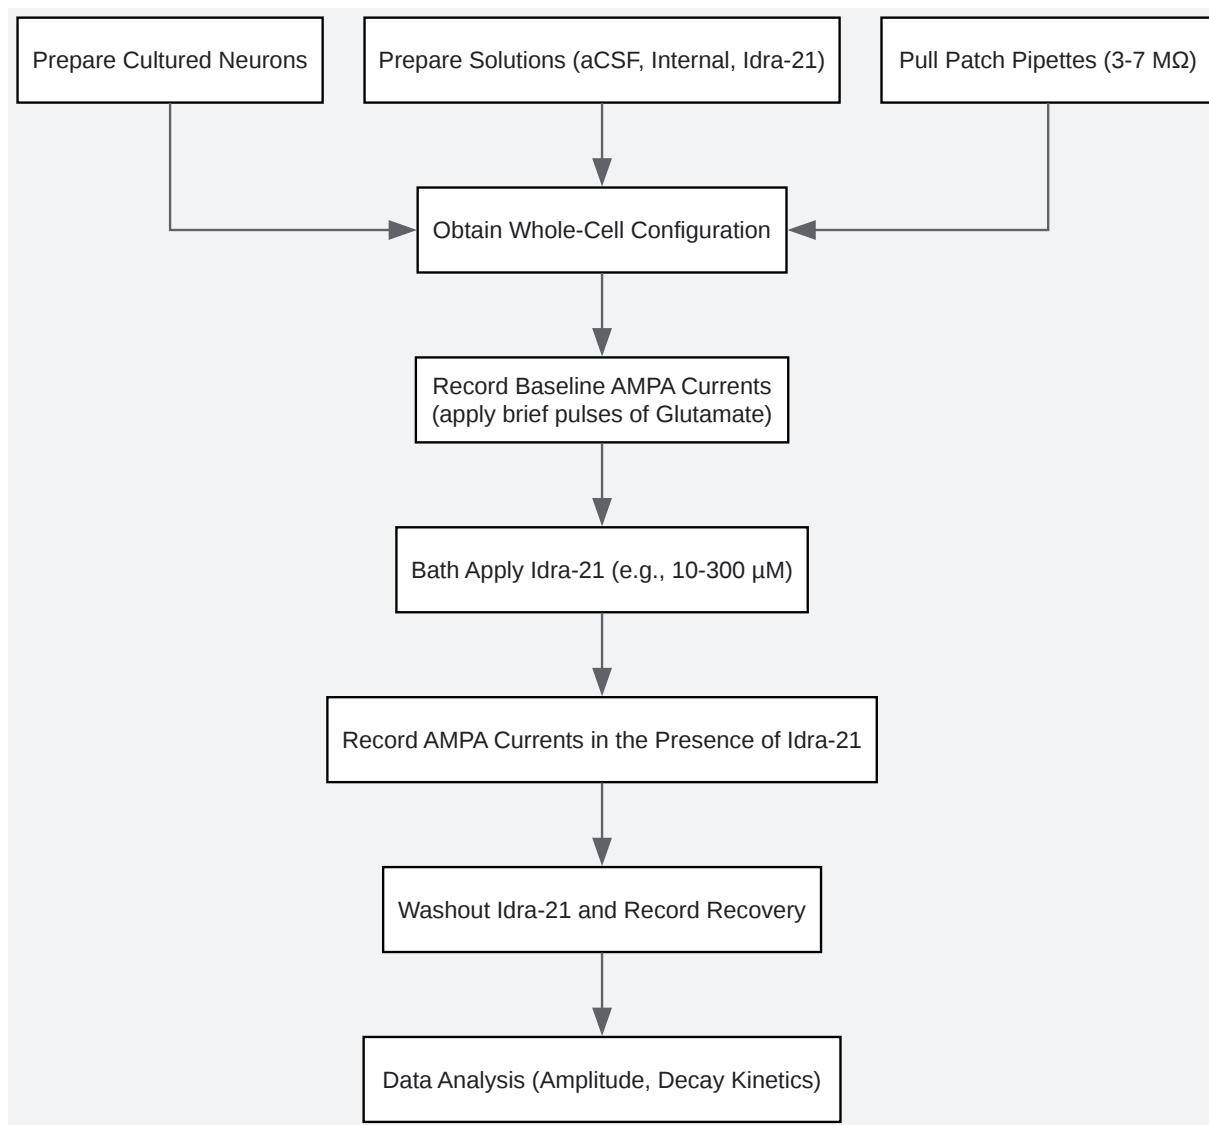 Prepare Cultured Neurons
Prepare Solutions (aCSF, Internal, Idra-21)
Pull Patch Pipettes (3-7 MΩ)
Obtain Whole-Cell Configuration
Record Baseline AMPA Currents
(apply brief pulses of Glutamate)
Bath Apply Idra-21 (e.g., 10-300 µM)
Record AMPA Currents in the Presence of Idra-21
Washout Idra-21 and Record Recovery
Data Analysis (Amplitude, Decay Kinetics)